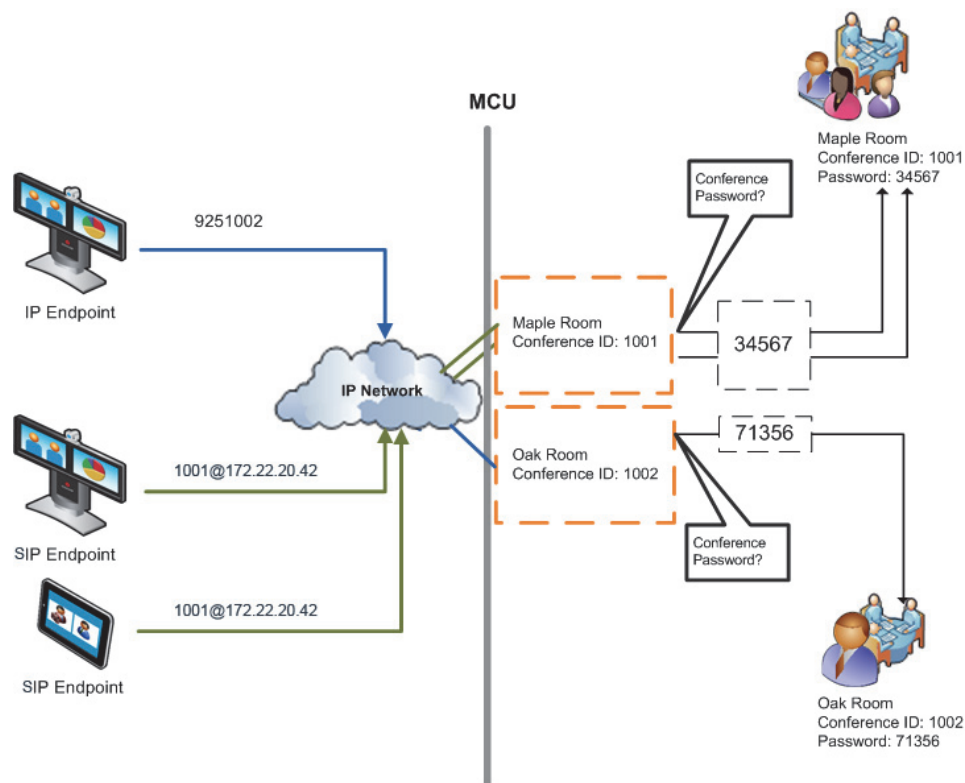 MCU
Maple Room
Conference ID: 1001
Password: 34567
Conference
Password?
9251002
IP Endpoint
Maple Room
Conference ID: 1001
34567
IP Network
71356
Oak Room
Conference ID: 1002
1001@172.22.20.42
SIP Endpoint
Conference
Password?
1001@172.22.20.42
SIP Endpoint
Oak Room
Conference ID: 1002
Password: 71356